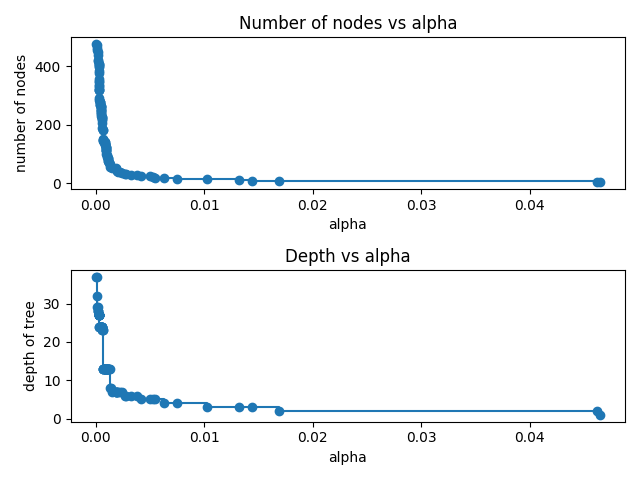 Number of nodes vs alpha
number of nodes
400
200
0
0.00 0.01 0.02 0.03 0.04
alpha
Depth vs alpha
depth of tree
30
20
10
0
0.00 0.01 0.02 0.03 0.04
alpha